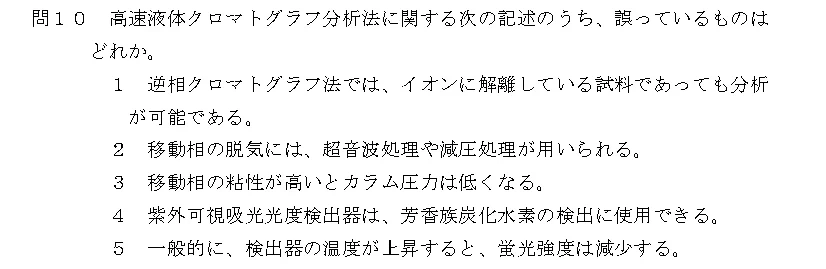 問１０　高速液体クロマトグラフ分析法に関する次の記述のうち、誤っているものは
どれか。
１　逆相クロマトグラフ法では、イオンに解離している試料であっても分析
が可能である。
２　移動相の脱気には、超音波処理や減圧処理が用いられる。
３　移動相の粘性が高いとカラム圧力は低くなる。
４　紫外可視吸光光度検出器は、芳香族炭化水素の検出に使用できる。
５　一般的に、検出器の温度が上昇すると、蛍光強度は減少する。